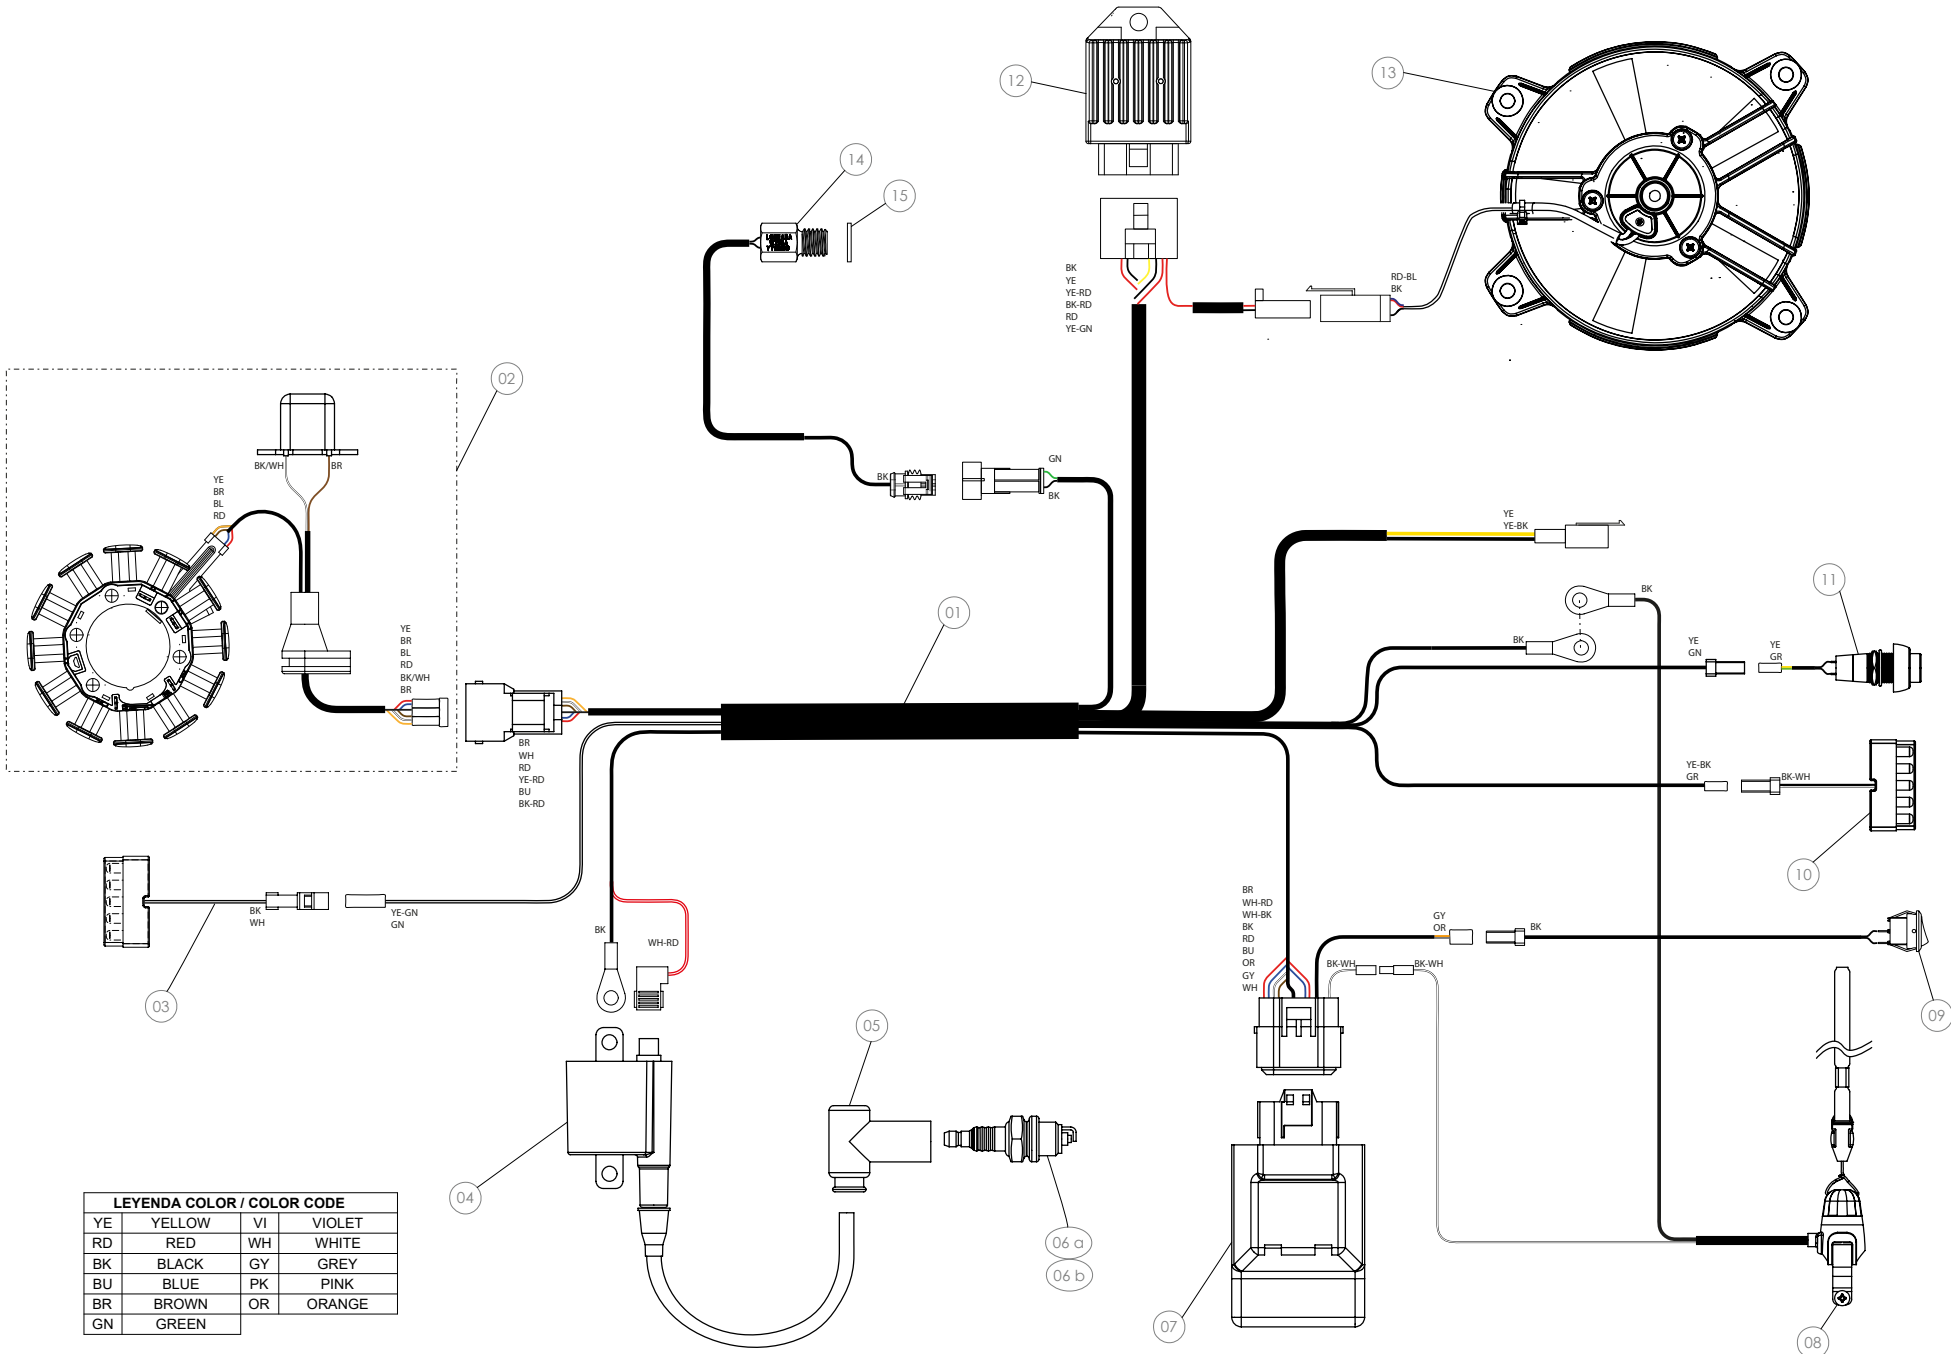 12
13
14
15
BK
YE
YE-RD
BK-RD
RD
YE-GN
RD-BL
BK
02
BK/WH
BR
YE
BR
BL
RD
GN
BK
BK
YE
YE-BK
11
BK
01
YE
BR
BL
RD
BK/WH
BR
BK
YE
GN
YE
GR
BR
WH
RD
YE-RD
BU
BK-RD
YE-BK
GR
BK-WH
10
BK
WH
YE-GN
GN
BK
WH-RD
BR
WH-RD
WH-BK
BK
RD
BU
OR
GY
WH
GY
OR
BK
BK-WH
BK-WH
03
09
05
04
06 a
06 b
07
08
LEYENDA COLOR / COLOR CODE
YE YELLOW VI VIOLET
RD RED WH WHITE
BK BLACK GY GREY
BU BLUE PK PINK
BR BROWN OR ORANGE
GN GREEN